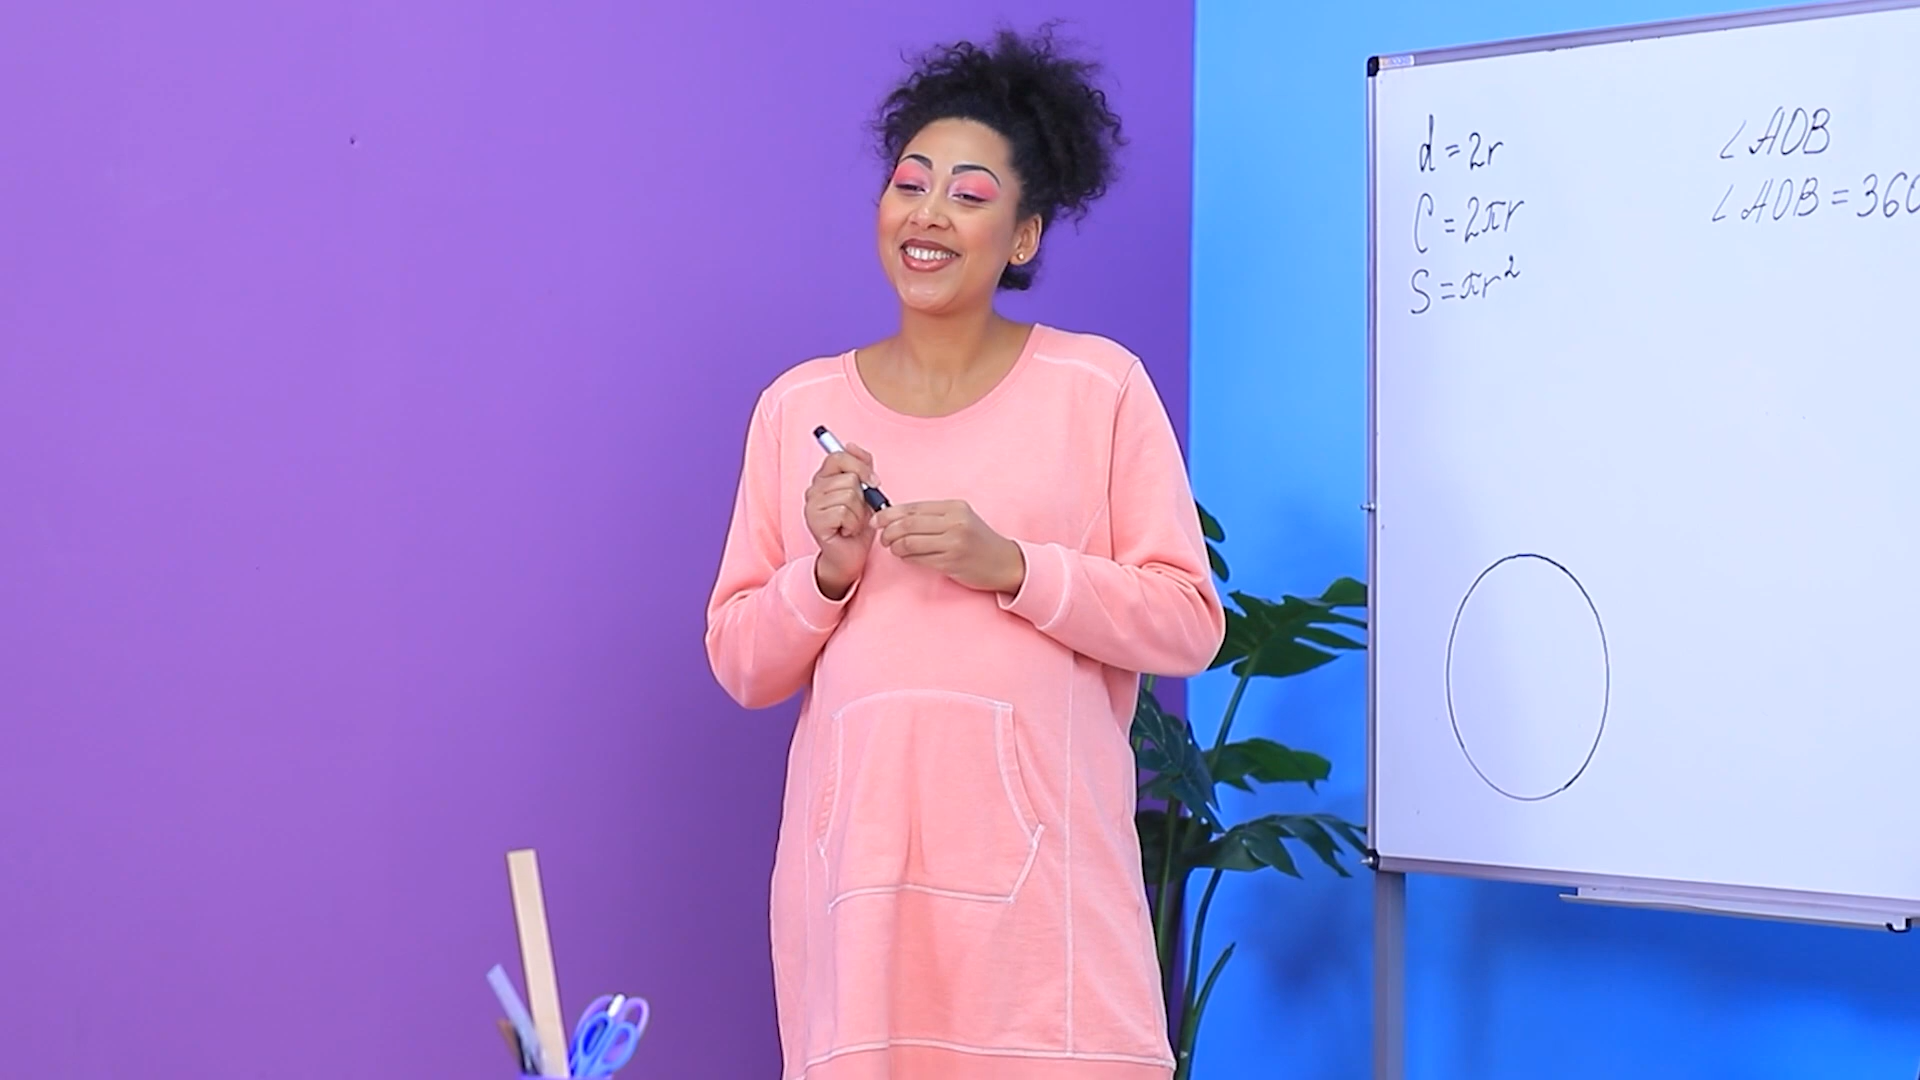 d = 2r
C = 2πr
S = πr²
∠AOB
∠AOB = 360